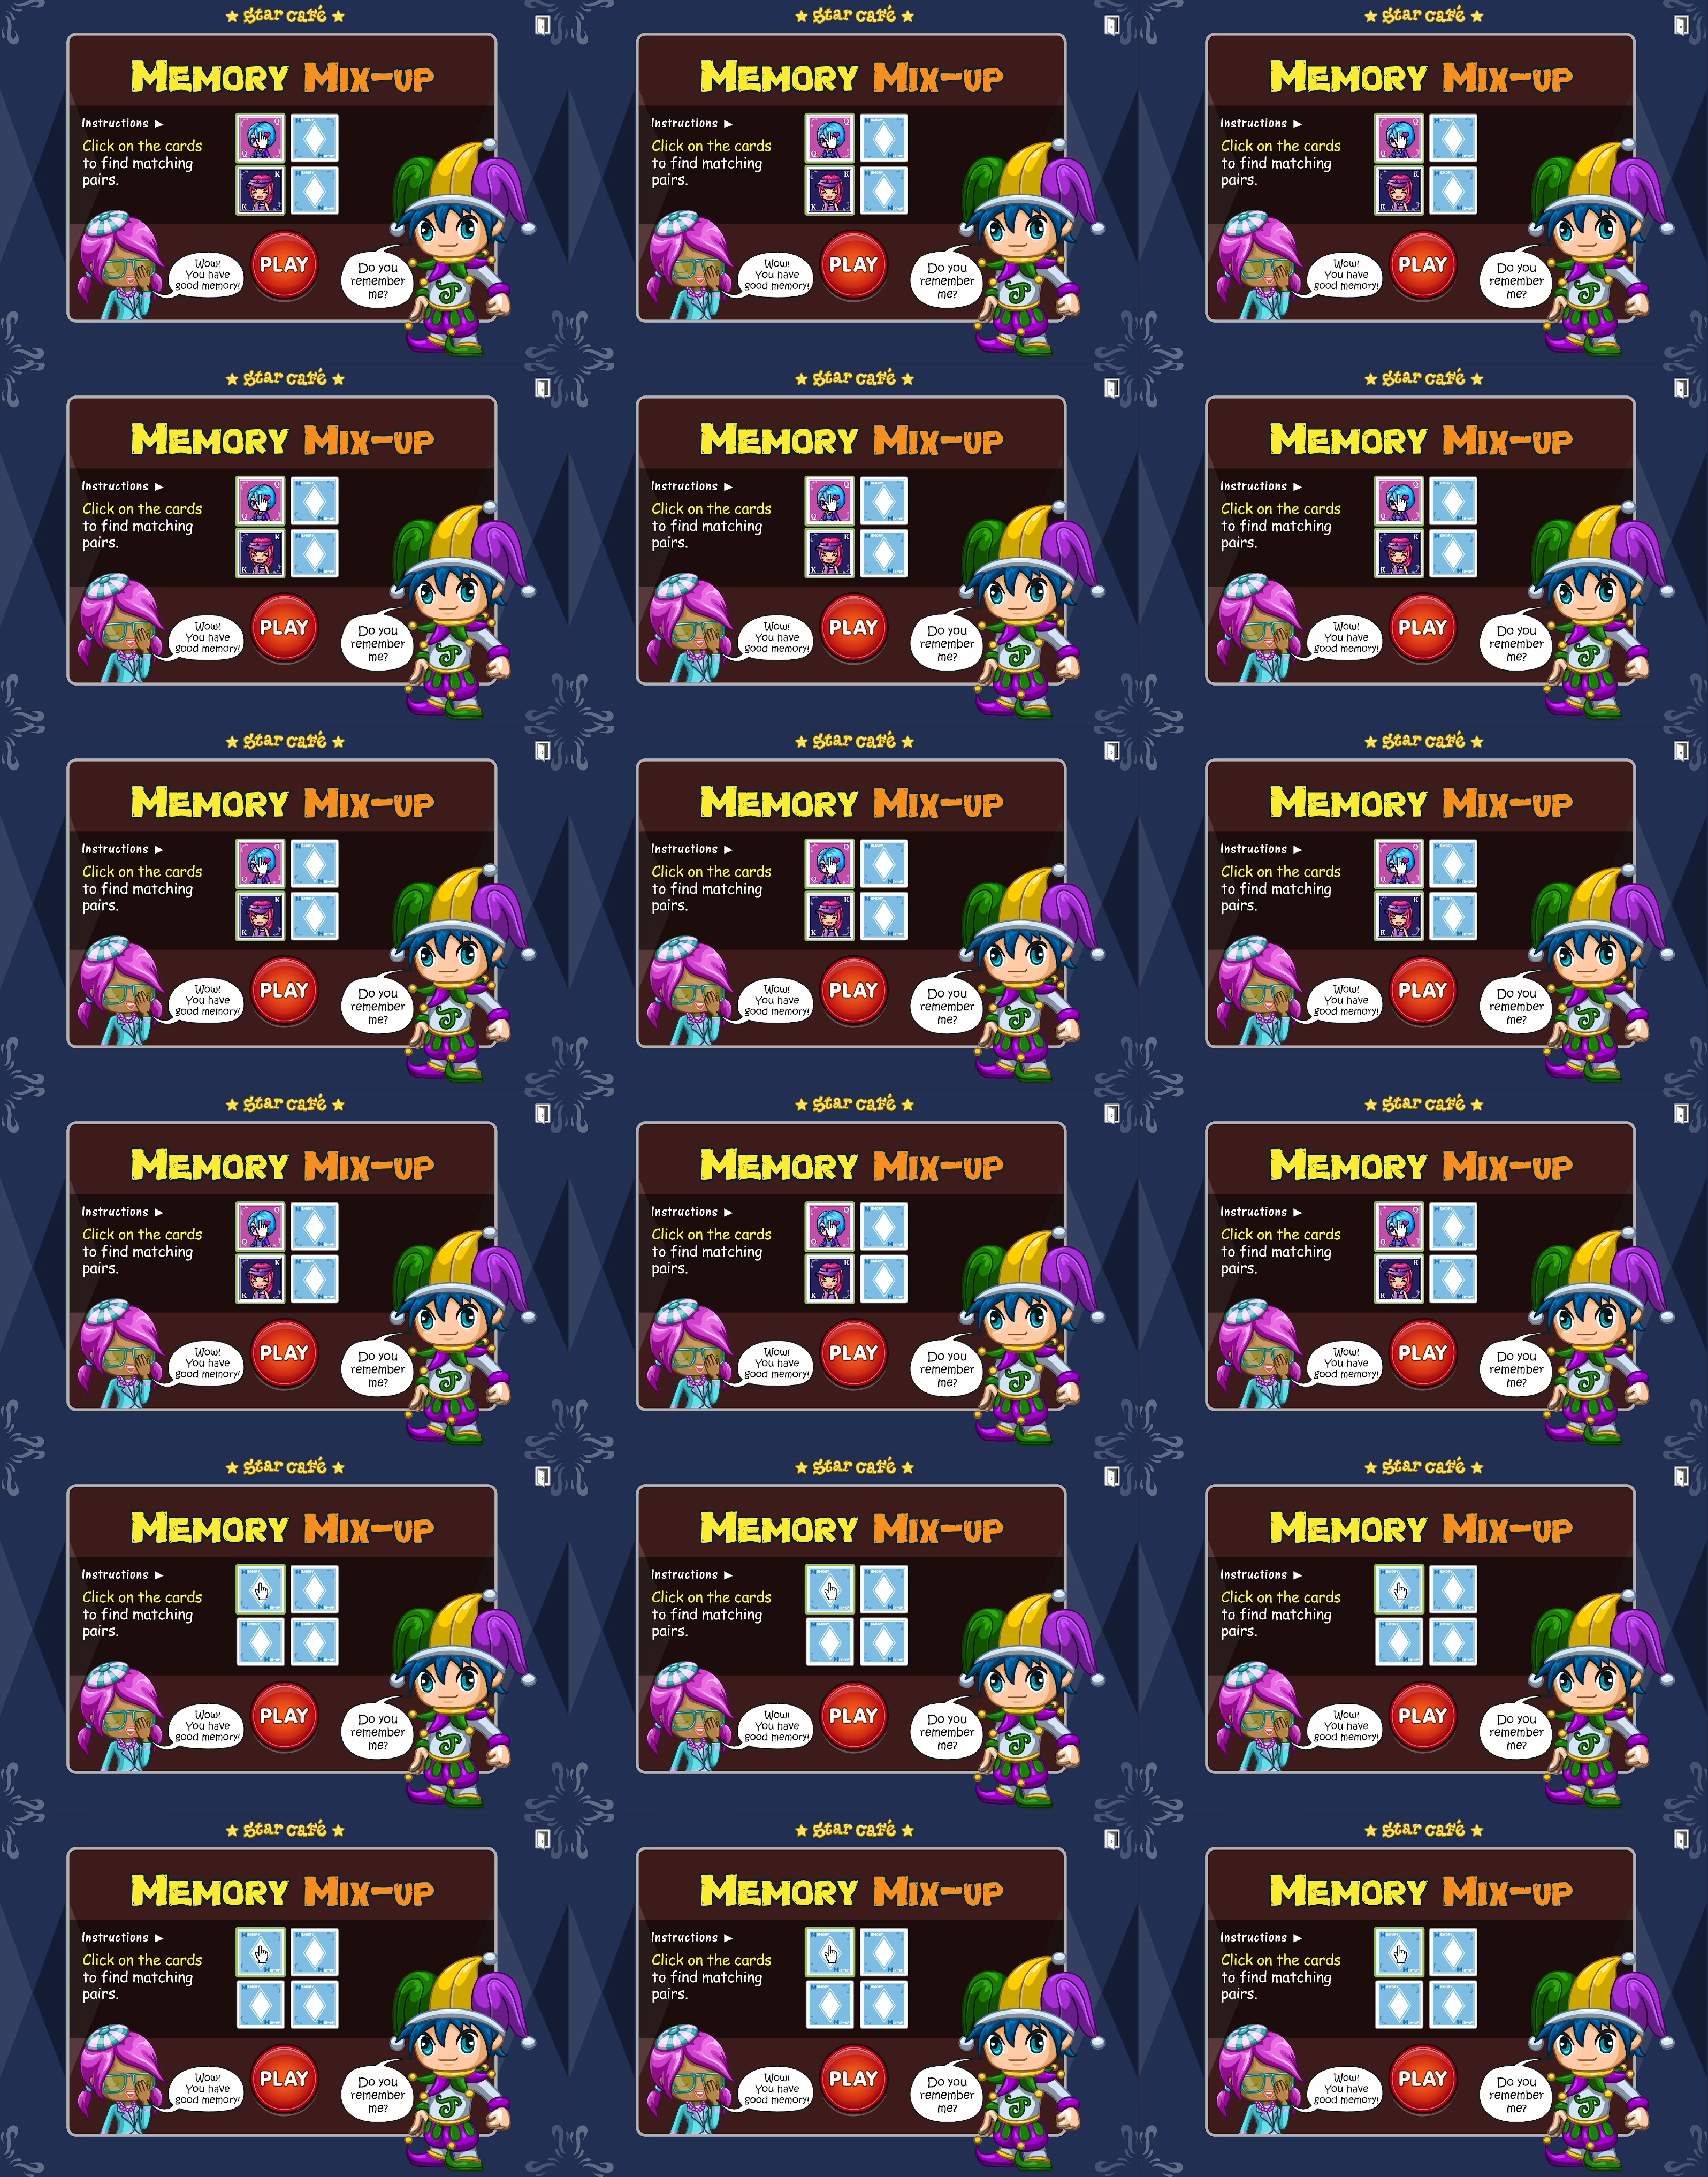 Star Café
Memory Mix-up
Instructions
Click on the cards
to find matching
pairs.
Q
Q
K
K
Wow!
You have
good memory!
PLAY
Do you
remember
me?
Star Café
Memory Mix-up
Instructions
Click on the cards
to find matching
pairs.
Q
Q
K
K
Wow!
You have
good memory!
PLAY
Do you
remember
me?
Star Café
Memory Mix-up
Instructions
Click on the cards
to find matching
pairs.
Q
Q
K
K
Wow!
You have
good memory!
PLAY
Do you
remember
me?
Star Café
Memory Mix-up
Instructions
Click on the cards
to find matching
pairs.
Q
Q
K
K
Wow!
You have
good memory!
PLAY
Do you
remember
me?
Star Café
Memory Mix-up
Instructions
Click on the cards
to find matching
pairs.
Q
Q
K
K
Wow!
You have
good memory!
PLAY
Do you
remember
me?
Star Café
Memory Mix-up
Instructions
Click on the cards
to find matching
pairs.
Q
Q
K
K
Wow!
You have
good memory!
PLAY
Do you
remember
me?
Star Café
Memory Mix-up
Instructions
Click on the cards
to find matching
pairs.
Q
Q
K
K
Wow!
You have
good memory!
PLAY
Do you
remember
me?
Star Café
Memory Mix-up
Instructions
Click on the cards
to find matching
pairs.
Q
Q
K
K
Wow!
You have
good memory!
PLAY
Do you
remember
me?
Star Café
Memory Mix-up
Instructions
Click on the cards
to find matching
pairs.
Q
Q
K
K
Wow!
You have
good memory!
PLAY
Do you
remember
me?
Star Café
Memory Mix-up
Instructions
Click on the cards
to find matching
pairs.
Q
Q
K
K
Wow!
You have
good memory!
PLAY
Do you
remember
me?
Star Café
Memory Mix-up
Instructions
Click on the cards
to find matching
pairs.
Q
Q
K
K
Wow!
You have
good memory!
PLAY
Do you
remember
me?
Star Café
Memory Mix-up
Instructions
Click on the cards
to find matching
pairs.
Q
Q
K
K
Wow!
You have
good memory!
PLAY
Do you
remember
me?
Star Café
Memory Mix-up
Instructions
Click on the cards
to find matching
pairs.
Wow!
You have
good memory!
PLAY
Do you
remember
me?
Star Café
Memory Mix-up
Instructions
Click on the cards
to find matching
pairs.
Wow!
You have
good memory!
PLAY
Do you
remember
me?
Star Café
Memory Mix-up
Instructions
Click on the cards
to find matching
pairs.
Wow!
You have
good memory!
PLAY
Do you
remember
me?
Star Café
Memory Mix-up
Instructions
Click on the cards
to find matching
pairs.
Wow!
You have
good memory!
PLAY
Do you
remember
me?
Star Café
Memory Mix-up
Instructions
Click on the cards
to find matching
pairs.
Wow!
You have
good memory!
PLAY
Do you
remember
me?
Star Café
Memory Mix-up
Instructions
Click on the cards
to find matching
pairs.
Wow!
You have
good memory!
PLAY
Do you
remember
me?